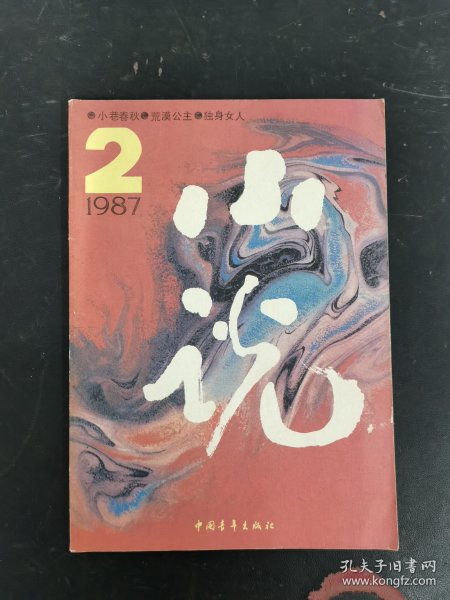 ●小巷春秋●荒漠公主●独身女人
2
1987
小说
中国青年出版社
孔夫子旧书网
www.kongfz.com